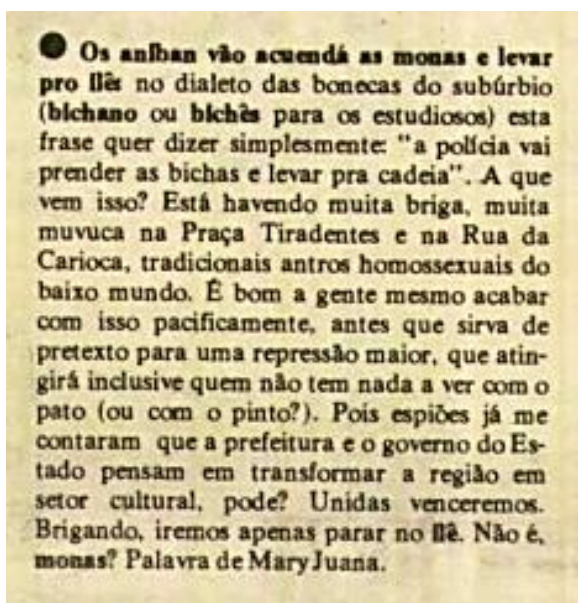 ● Os aníban vão acuendá as monas e levar
pro Ilês no dialeto das bonecas do subúrbio
(bichano ou bichês para os estudiosos) esta
frase quer dizer simplesmente: "a polícia vai
prender as bichas e levar pra cadeia". A que
vem isso? Está havendo muita briga, muita
muvuca na Praça Tiradentes e na Rua da
Carioca, tradicionais antros homossexuais do
baixo mundo. É bom a gente mesmo acabar
com isso pacificamente, antes que sirva de
pretexto para uma repressão maior, que atin-
girá inclusive quem não tem nada a ver com o
pato (ou com o pinto?). Pois espiões já me
contaram que a prefeitura e o governo do Es-
tado pensam em transformar a região em
setor cultural, pode? Unidas venceremos.
Brigando, iremos apenas parar no Ilê. Não é,
monas? Palavra de Mary Juana.